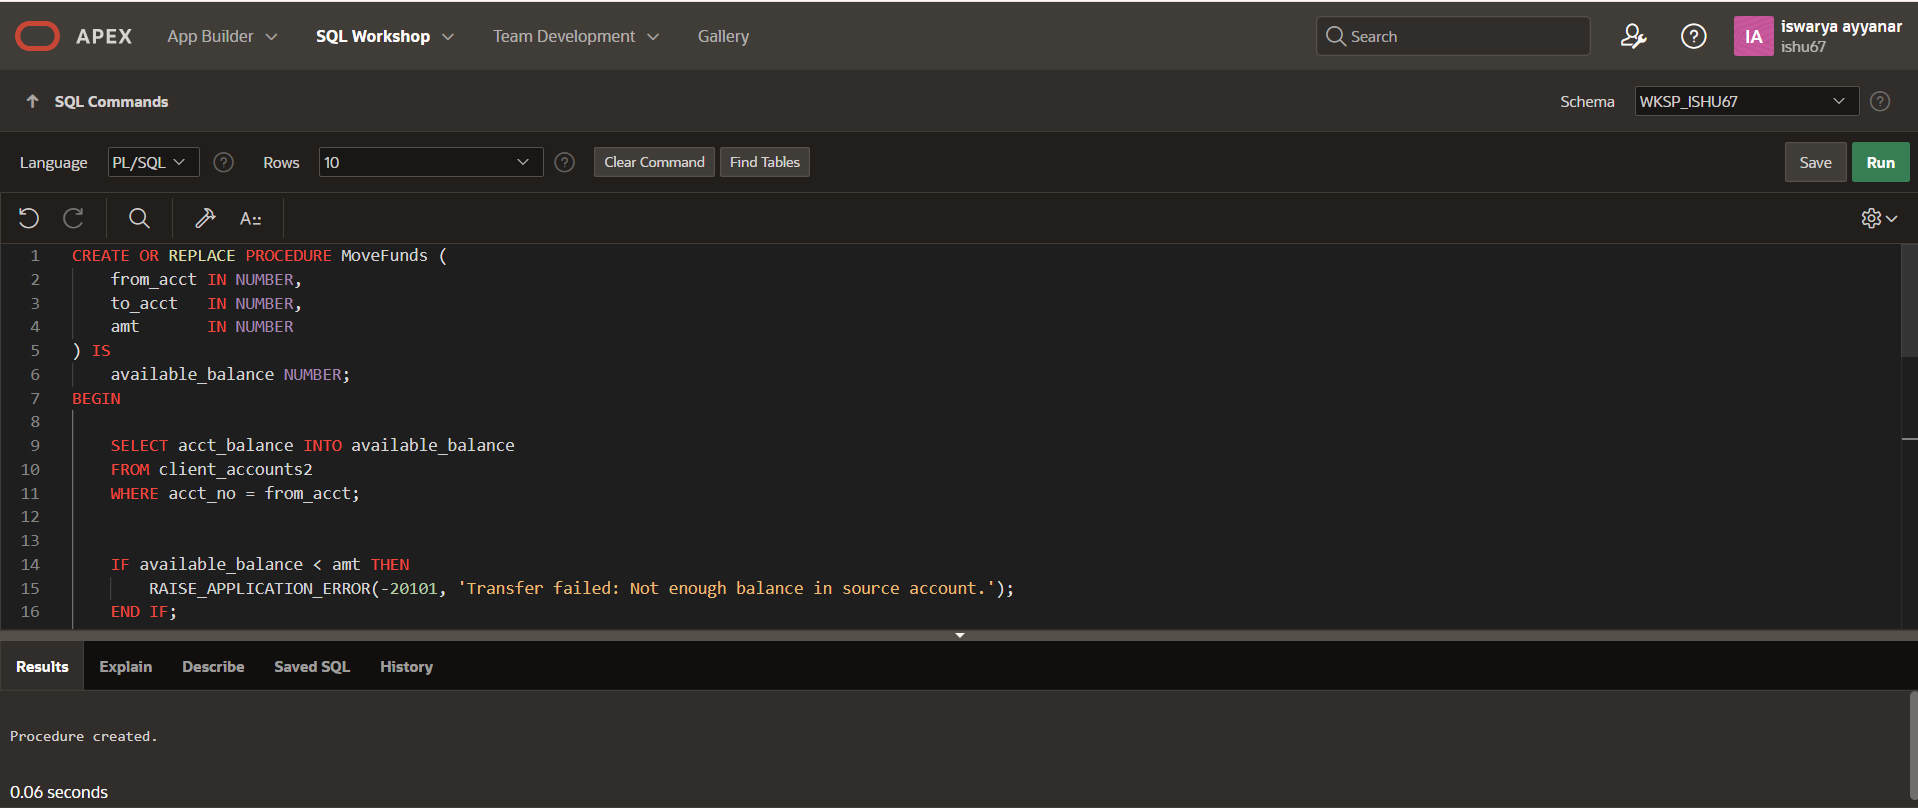 APEX App Builder SQL Workshop Team Development Gallery Search IA iswarya ayyanar
ishu67
SQL Commands Schema WKSP_ISHU67
Language PL/SQL Rows 10 Clear Command Find Tables Save Run
A::
1 CREATE OR REPLACE PROCEDURE MoveFunds (
2     from_acct IN NUMBER,
3     to_acct   IN NUMBER,
4     amt       IN NUMBER
5 ) IS
6     available_balance NUMBER;
7 BEGIN
8
9     SELECT acct_balance INTO available_balance
10     FROM client_accounts2
11     WHERE acct_no = from_acct;
12
13
14     IF available_balance < amt THEN
15         RAISE_APPLICATION_ERROR(-20101, 'Transfer failed: Not enough balance in source account.');
16     END IF;
Results Explain Describe Saved SQL History
Procedure created.
0.06 seconds